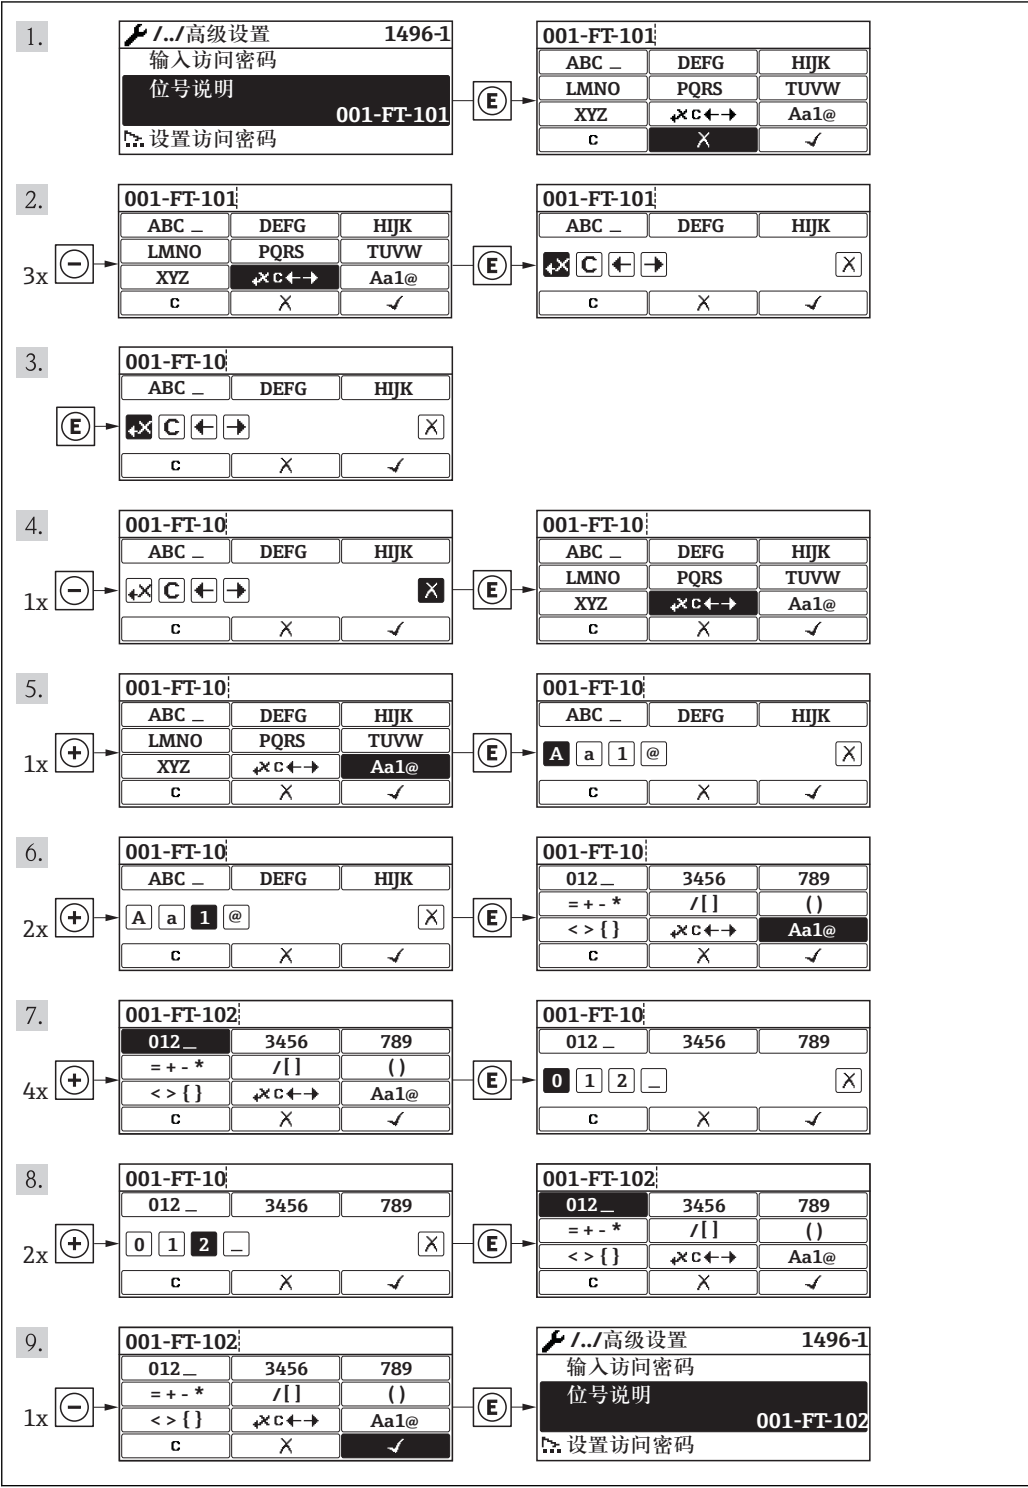 1.
/../高级设置 1496-1
输入访问密码
位号说明
001-FT-101
设置访问密码
E
001-FT-101
ABC _ DEFG HIJK
LMNO PQRS TUVW
XYZ C Aa1@
C X ✓
2.
3x
001-FT-101
ABC _ DEFG HIJK
LMNO PQRS TUVW
XYZ C Aa1@
C X ✓
E
001-FT-101
ABC _ DEFG HIJK
C ← → X
C X ✓
3.
E
001-FT-10
ABC _ DEFG HIJK
C ← → X
C X ✓
4.
1x
001-FT-10
ABC _ DEFG HIJK
C ← → X
C X ✓
E
001-FT-10
ABC _ DEFG HIJK
LMNO PQRS TUVW
XYZ C Aa1@
C X ✓
5.
1x
001-FT-10
ABC _ DEFG HIJK
LMNO PQRS TUVW
XYZ C Aa1@
C X ✓
E
001-FT-10
ABC _ DEFG HIJK
A a 1 @ X
C X ✓
6.
2x
001-FT-10
ABC _ DEFG HIJK
A a 1 @ X
C X ✓
E
001-FT-10
012 _ 3456 789
= + - * / [ ] ( )
< > { } C Aa1@
C X ✓
7.
4x
001-FT-102
012 _ 3456 789
= + - * / [ ] ( )
< > { } C Aa1@
C X ✓
E
001-FT-10
012 _ 3456 789
0 1 2 _ X
C X ✓
8.
2x
001-FT-10
012 _ 3456 789
0 1 2 _ X
C X ✓
E
001-FT-102
012 _ 3456 789
= + - * / [ ] ( )
< > { } C Aa1@
C X ✓
9.
1x
001-FT-102
012 _ 3456 789
= + - * / [ ] ( )
< > { } C Aa1@
C X ✓
E
/../高级设置 1496-1
输入访问密码
位号说明
001-FT-102
设置访问密码